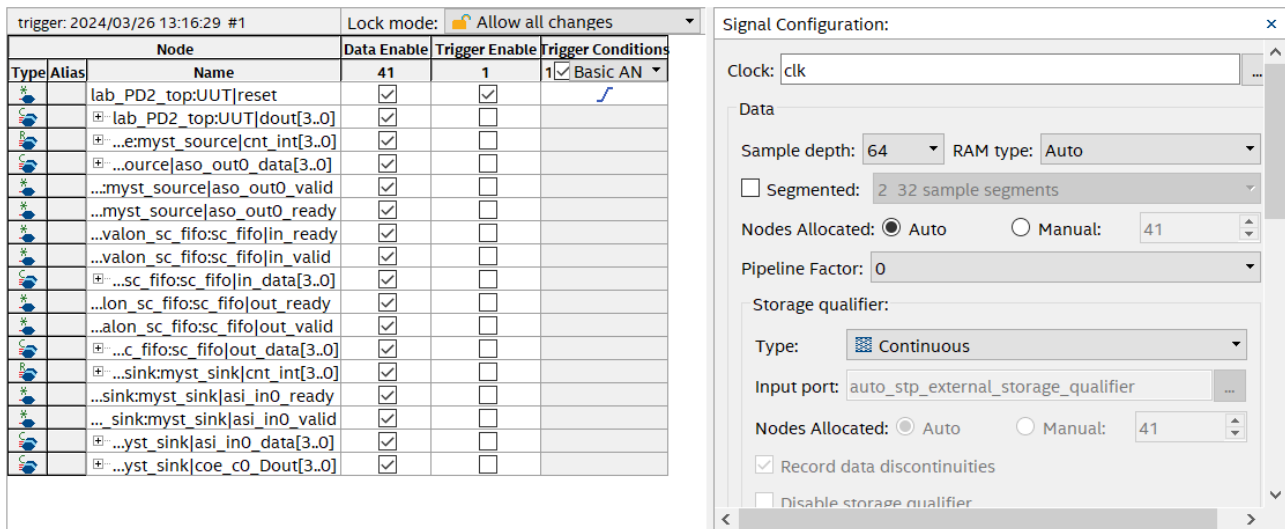 trigger: 2024/03/26 13:16:29 #1 Lock mode: Allow all changes
Node Data Enable Trigger Enable Trigger Conditions
Type Alias Name 41 1 1 Basic AN
lab_PD2_top:UUT|reset
lab_PD2_top:UUT|dout[3..0]
...e:myst_source|cnt_int[3..0]
...ource|aso_out0_data[3..0]
...:myst_source|aso_out0_valid
...myst_source|aso_out0_ready
...valon_sc_fifo:sc_fifo|in_ready
...valon_sc_fifo:sc_fifo|in_valid
...sc_fifo:sc_fifo|in_data[3..0]
...lon_sc_fifo:sc_fifo|out_ready
...alon_sc_fifo:sc_fifo|out_valid
...c_fifo:sc_fifo|out_data[3..0]
...sink:myst_sink|cnt_int[3..0]
...sink:myst_sink|asi_in0_ready
..._sink:myst_sink|asi_in0_valid
...yst_sink|asi_in0_data[3..0]
...yst_sink|coe_c0_Dout[3..0]
Signal Configuration:
Clock: clk ...
Data
Sample depth: 64 RAM type: Auto
Segmented: 2 32 sample segments
Nodes Allocated: Auto Manual: 41
Pipeline Factor: 0
Storage qualifier:
Type: Continuous
Input port: auto_stp_external_storage_qualifier ...
Nodes Allocated: Auto Manual: 41
Record data discontinuities
Disable storage qualifier